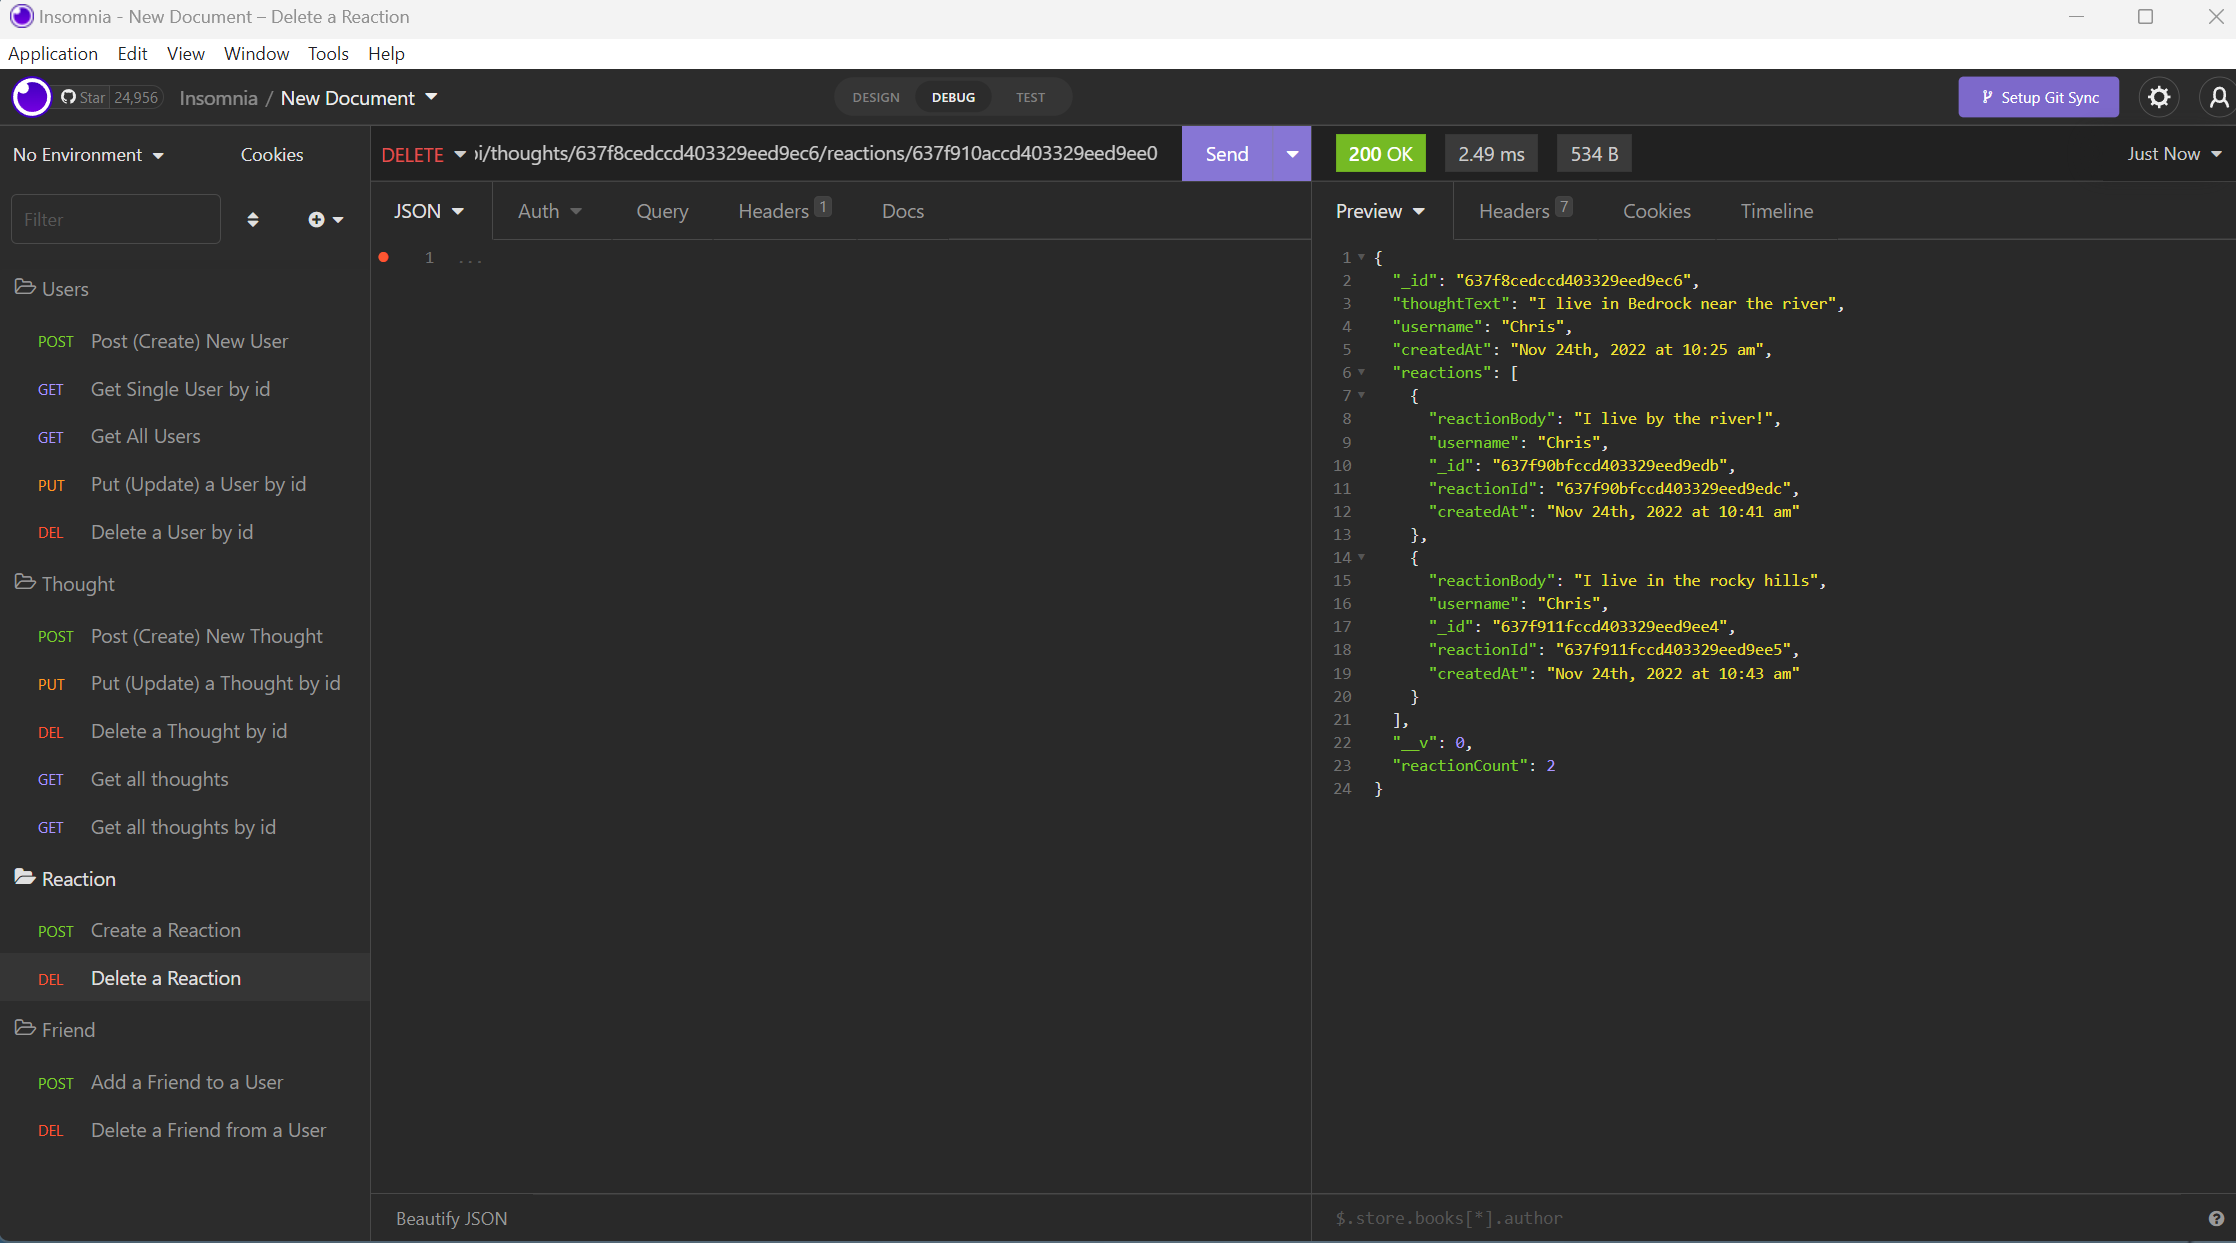 Insomnia - New Document – Delete a Reaction
Application Edit View Window Tools Help
Star 24,956 Insomnia / New Document DESIGN DEBUG TEST Setup Git Sync
No Environment Cookies
Filter
Users
POST Post (Create) New User
GET Get Single User by id
GET Get All Users
PUT Put (Update) a User by id
DEL Delete a User by id
Thought
POST Post (Create) New Thought
PUT Put (Update) a Thought by id
DEL Delete a Thought by id
GET Get all thoughts
GET Get all thoughts by id
Reaction
POST Create a Reaction
DEL Delete a Reaction
Friend
POST Add a Friend to a User
DEL Delete a Friend from a User
DELETE i/thoughts/637f8cedccd403329eed9ec6/reactions/637f910accd403329eed9ee0 Send
JSON Auth Query Headers 1 Docs
1 ...
Beautify JSON
200 OK 2.49 ms 534 B Just Now
Preview Headers 7 Cookies Timeline
1 {
2 "_id": "637f8cedccd403329eed9ec6",
3 "thoughtText": "I live in Bedrock near the river",
4 "username": "Chris",
5 "createdAt": "Nov 24th, 2022 at 10:25 am",
6 "reactions": [
7 {
8 "reactionBody": "I live by the river!",
9 "username": "Chris",
10 "_id": "637f90bfccd403329eed9edb",
11 "reactionId": "637f90bfccd403329eed9edc",
12 "createdAt": "Nov 24th, 2022 at 10:41 am"
13 },
14 {
15 "reactionBody": "I live in the rocky hills",
16 "username": "Chris",
17 "_id": "637f911fccd403329eed9ee4",
18 "reactionId": "637f911fccd403329eed9ee5",
19 "createdAt": "Nov 24th, 2022 at 10:43 am"
20 }
21 ],
22 "__v": 0,
23 "reactionCount": 2
24 }
$.store.books[*].author